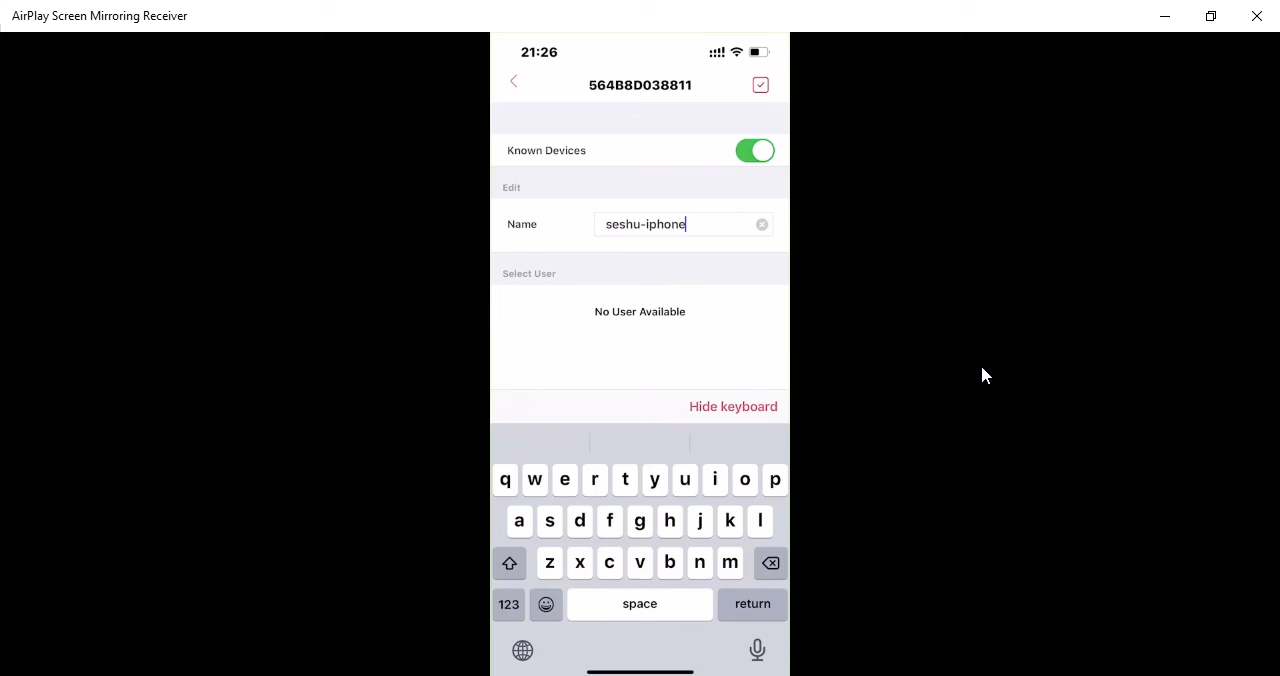 AirPlay Screen Mirroring Receiver
21:26
564B8D038811
Known Devices
Edit
Name seshu-iphone
Select User
No User Available
Hide keyboard
q w e r t y u i o p
a s d f g h j k l
z x c v b n m
123 space return